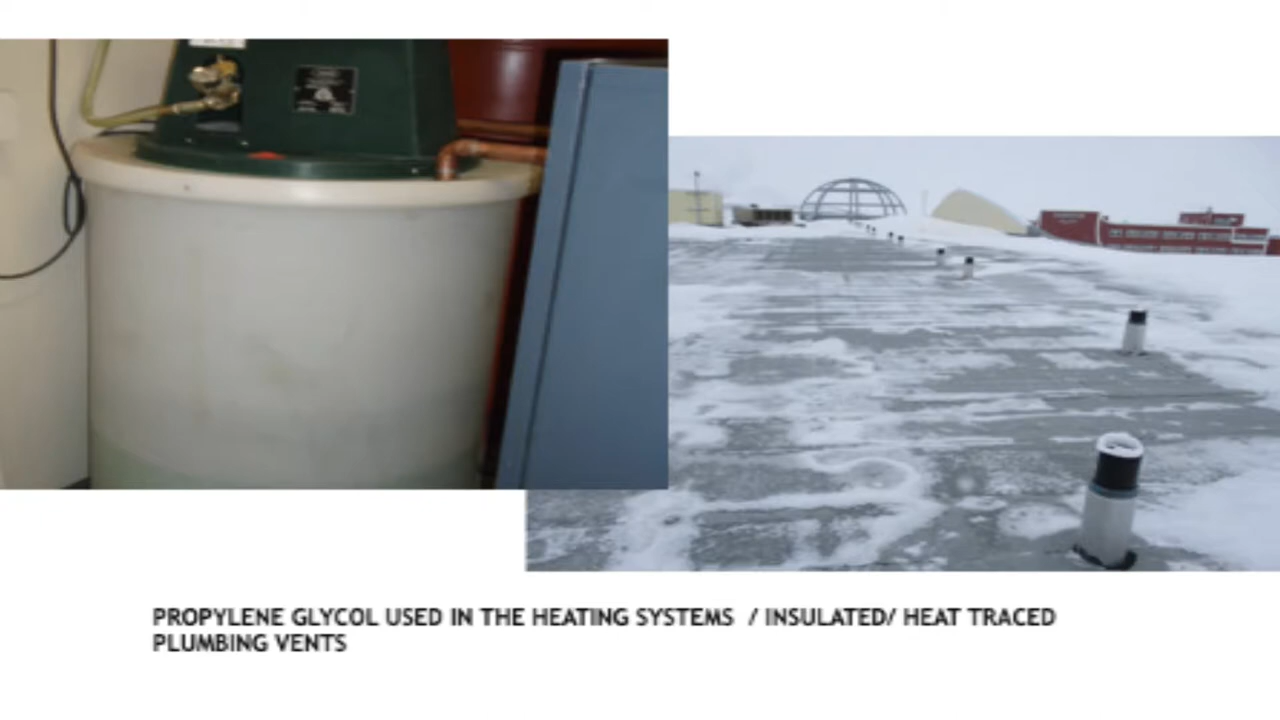 PROPYLENE GLYCOL USED IN THE HEATING SYSTEMS / INSULATED/ HEAT TRACED
PLUMBING VENTS